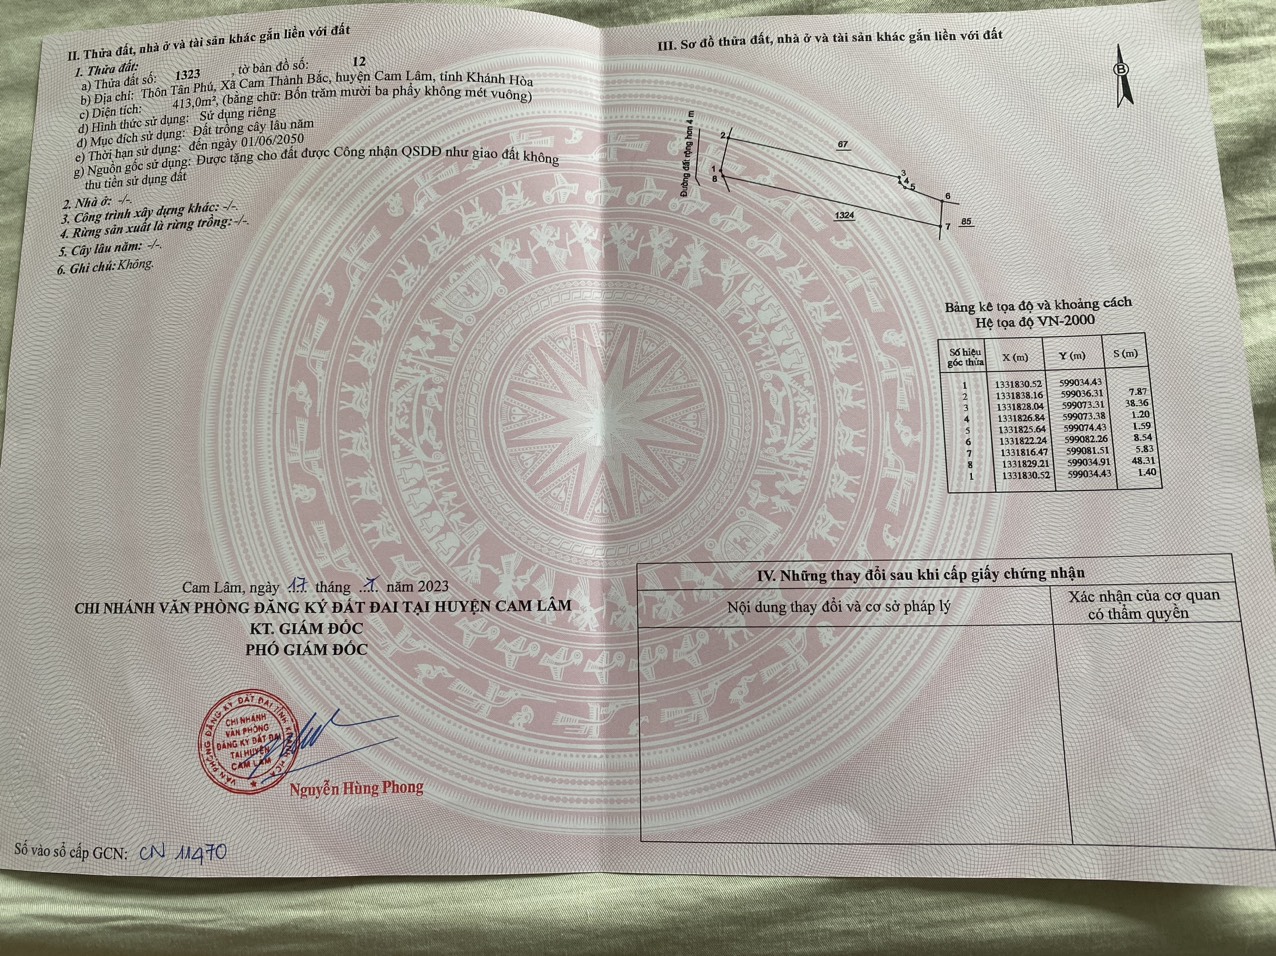 II. Thửa đất, nhà ở và tài sản khác gắn liền với đất
1. Thửa đất:
a) Thửa đất số: 1323 , tờ bản đồ số: 12
b) Địa chỉ: Thôn Tân Phú, Xã Cam Thành Bắc, huyện Cam Lâm, tỉnh Khánh Hòa
c) Diện tích: 413,0m², (bằng chữ: Bốn trăm mười ba phẩy không mét vuông)
d) Hình thức sử dụng: Sử dụng riêng
đ) Mục đích sử dụng: Đất trồng cây lâu năm
e) Thời hạn sử dụng: đến ngày 01/06/2050
g) Nguồn gốc sử dụng: Được tặng cho đất được Công nhận QSDĐ như giao đất không
thu tiền sử dụng đất
2. Nhà ở: -/-.
3. Công trình xây dựng khác: -/-.
4. Rừng sản xuất là rừng trồng:-/-.
5. Cây lâu năm: -/-.
6. Ghi chú: Không.
Cam Lâm, ngày 17 tháng năm 2023
CHI NHÁNH VĂN PHÒNG ĐĂNG KÝ ĐẤT ĐAI TẠI HUYỆN CAM LÂM
KT. GIÁM ĐỐC
PHÓ GIÁM ĐỐC
VĂN PHÒNG ĐĂNG KÝ ĐẤT ĐAI TỈNH KHÁNH HÒA
CHI NHÁNH
VĂN PHÒNG
ĐĂNG KÝ ĐẤT ĐAI
TẠI HUYỆN
CAM LÂM
Nguyễn Hùng Phong
Số vào sổ cấp GCN: CN 11470
III. Sơ đồ thửa đất, nhà ở và tài sản khác gắn liền với đất
B
Đường đất rộng hơn 4 m
2
67
1
8
3
4
5
6
1324
7
85
Bảng kê tọa độ và khoảng cách
Hệ tọa độ VN-2000
Số hiệu góc thửa X (m) Y (m) S (m)
1 1331830.52 599034.43
7.87
2 1331838.16 599036.31
38.36
3 1331828.04 599073.31
1.20
4 1331826.84 599073.38
1.59
5 1331825.64 599074.43
8.54
6 1331822.24 599082.26
5.83
7 1331816.47 599081.51
48.31
8 1331829.21 599034.91
1.40
1 1331830.52 599034.43
IV. Những thay đổi sau khi cấp giấy chứng nhận
Nội dung thay đổi và cơ sở pháp lý
Xác nhận của cơ quan
có thẩm quyền